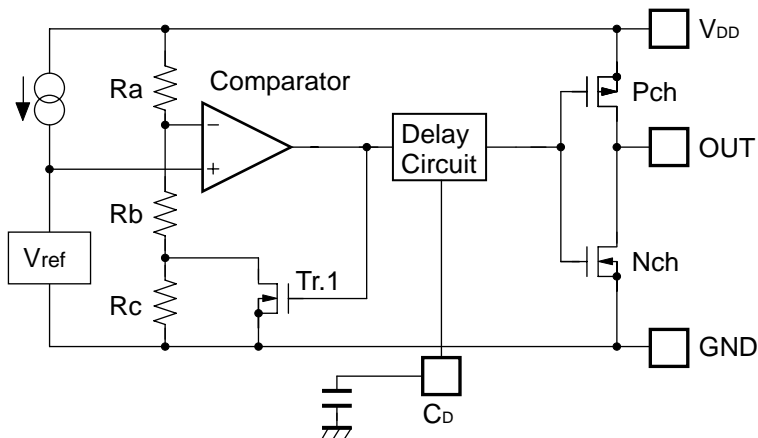 VDD
Ra
Comparator
Pch
−
+
Delay
Circuit
OUT
Rb
Vref
Tr.1
Nch
Rc
GND
CD